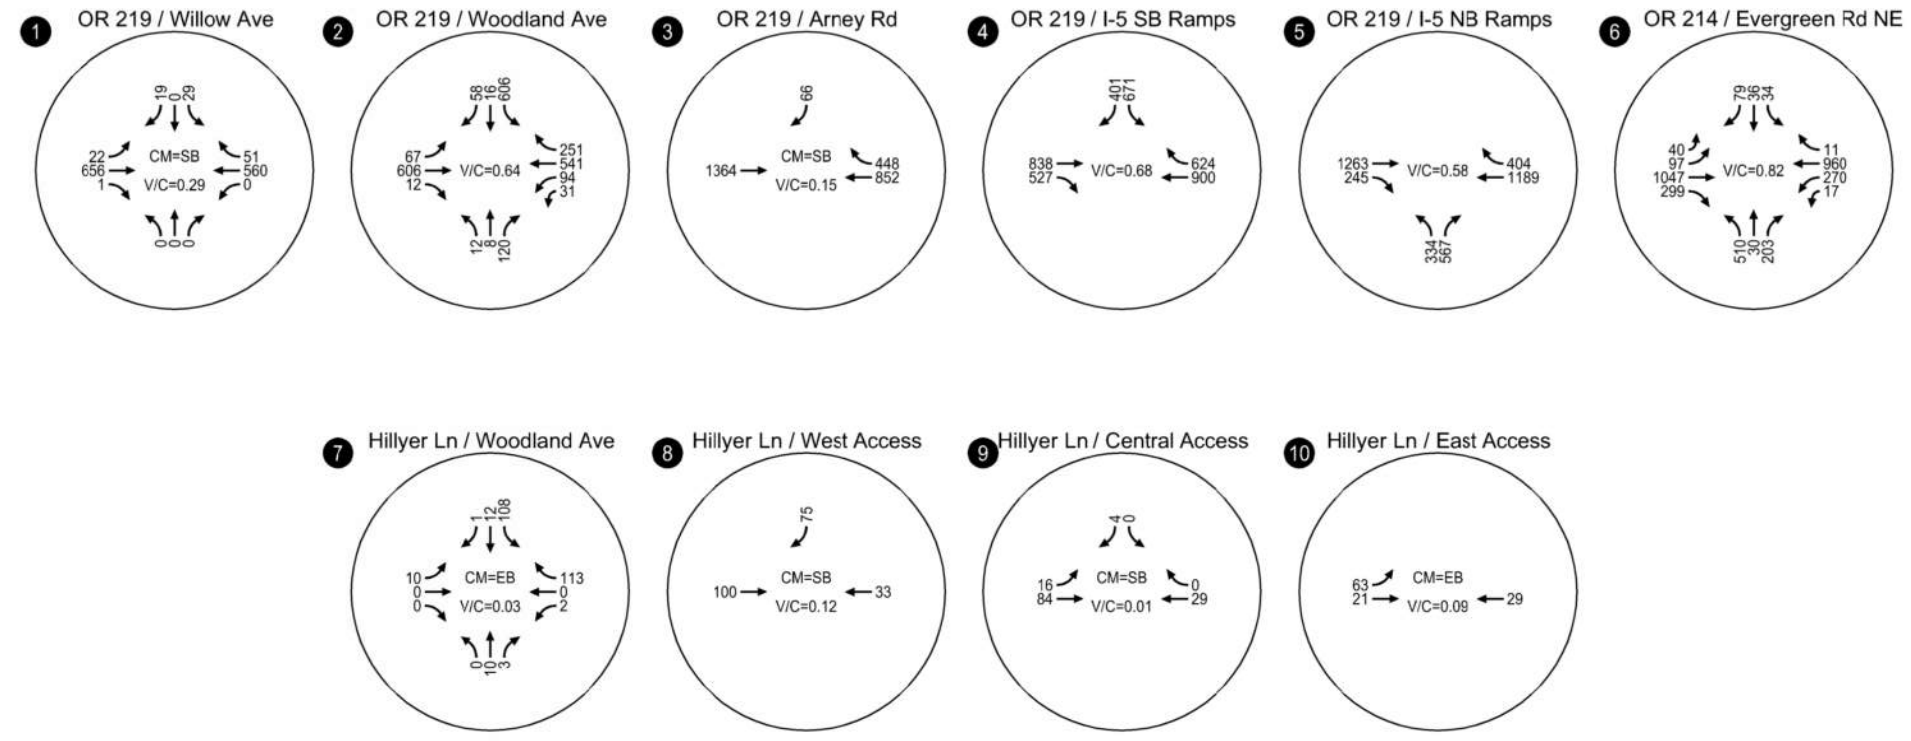 1 OR 219 / Willow Ave
19 0 29
22 CM=SB 51
656 560
1 V/C=0.29 0
0 0 0
2 OR 219 / Woodland Ave
58 16 606
251
67 541
606 V/C=0.64 94
12 31
12 8 120
3 OR 219 / Arney Rd
66
CM=SB 448
1364 852
V/C=0.15
4 OR 219 / I-5 SB Ramps
401 671
838 V/C=0.68 624
527 900
5 OR 219 / I-5 NB Ramps
1263 V/C=0.58 404
245 1189
334 567
6 OR 214 / Evergreen Rd NE
79 36 34
40 11
97 V/C=0.82 960
1047 270
299 17
510 30 203
7 Hillyer Ln / Woodland Ave
1 12 108
10 CM=EB 113
0 0
0 V/C=0.03 2
0 10 3
8 Hillyer Ln / West Access
75
CM=SB
100 33
V/C=0.12
9 Hillyer Ln / Central Access
4 0
16 CM=SB 0
84 V/C=0.01 29
10 Hillyer Ln / East Access
63 CM=EB
21 V/C=0.09 29